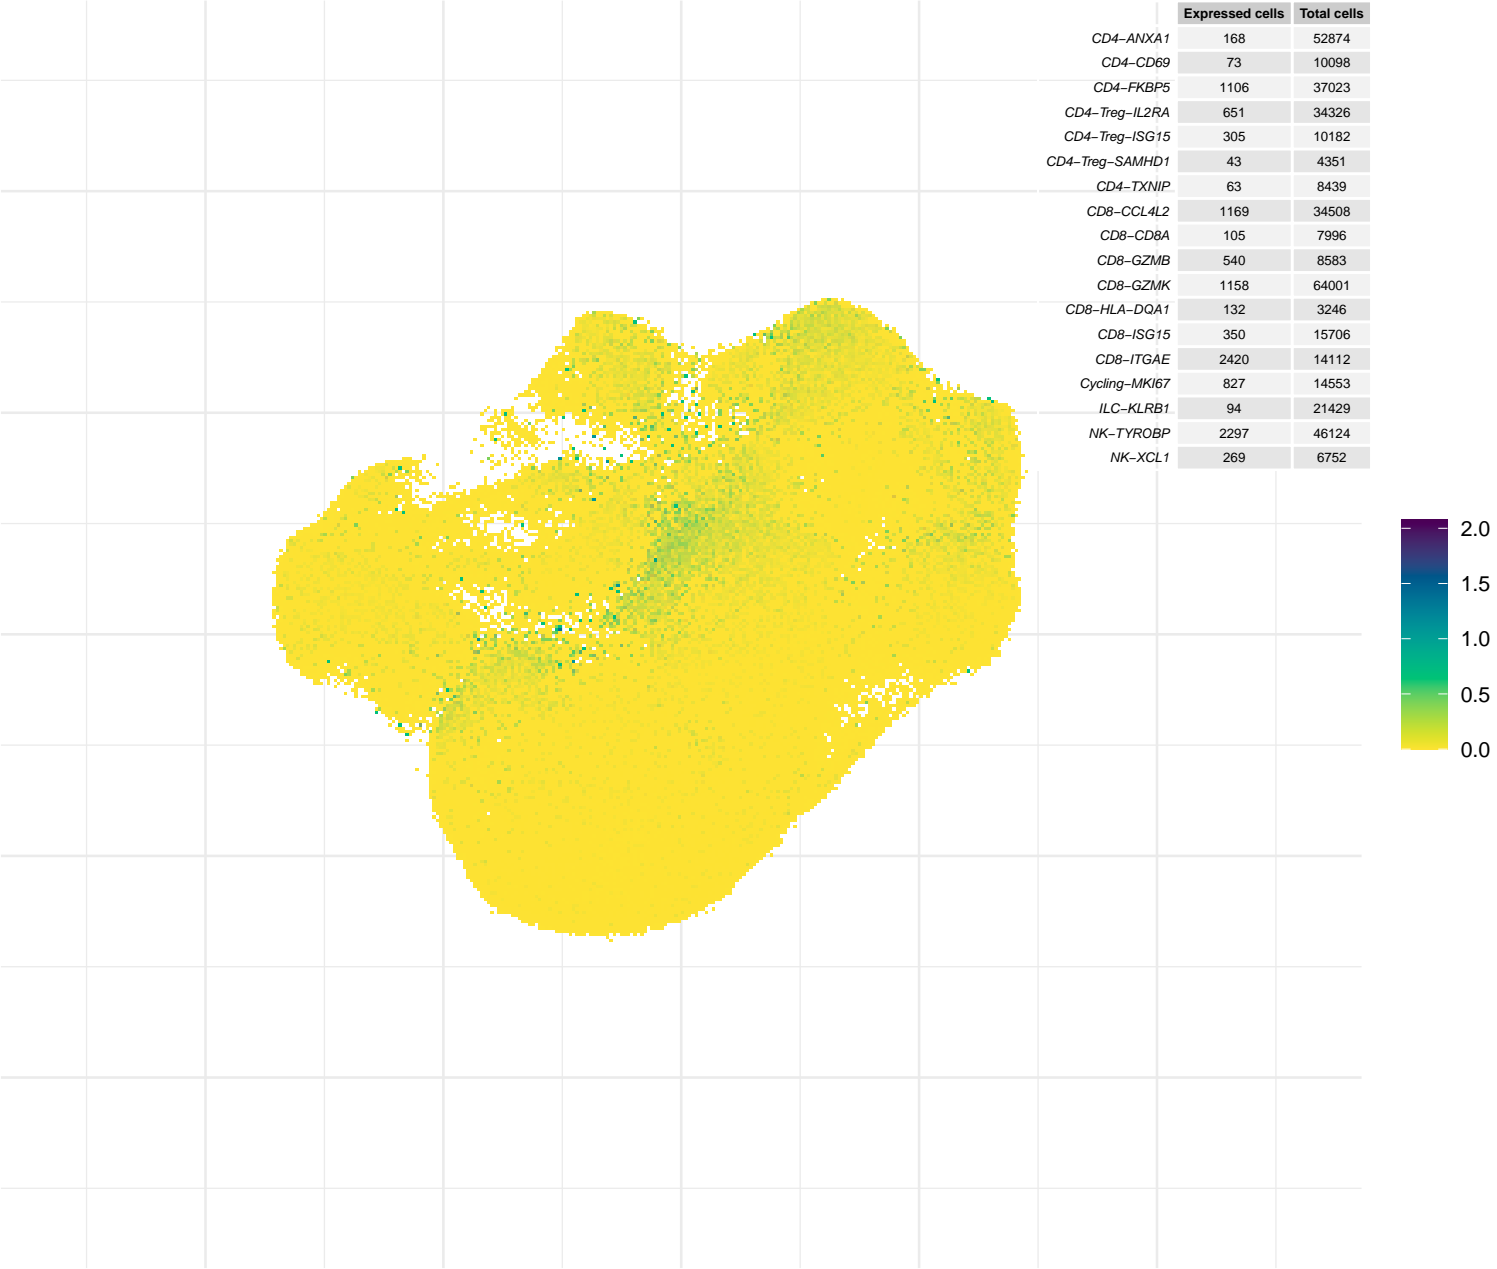 Expressed cells Total cells
CD4−ANXA1 168 52874
CD4−CD69 73 10098
CD4−FKBP5 1106 37023
CD4−Treg−IL2RA 651 34326
CD4−Treg−ISG15 305 10182
CD4−Treg−SAMHD1 43 4351
CD4−TXNIP 63 8439
CD8−CCL4L2 1169 34508
CD8−CD8A 105 7996
CD8−GZMB 540 8583
CD8−GZMK 1158 64001
CD8−HLA−DQA1 132 3246
CD8−ISG15 350 15706
CD8−ITGAE 2420 14112
Cycling−MKI67 827 14553
ILC−KLRB1 94 21429
NK−TYROBP 2297 46124
NK−XCL1 269 6752
2.0
1.5
1.0
0.5
0.0